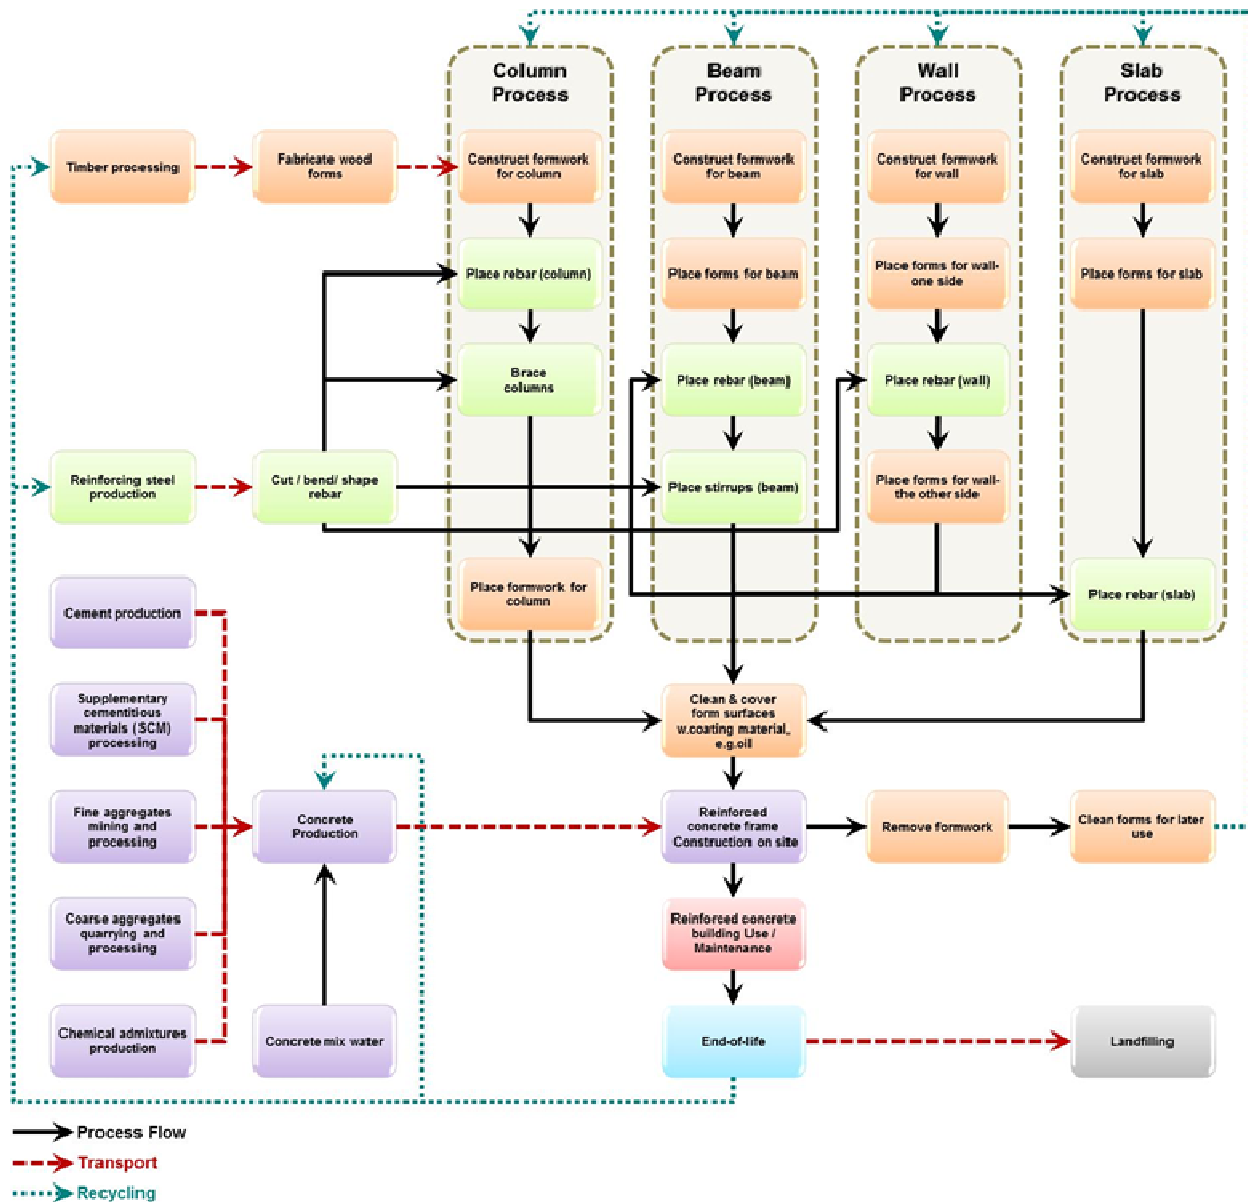 Column
Process
Beam
Process
Wall
Process
Slab
Process
Timber processing
Fabricate wood
forms
Construct formwork
for column
Construct formwork
for beam
Construct formwork
for wall
Construct formwork
for slab
Place rebar (column)
Place forms for beam
Place forms for wall-
one side
Place forms for slab
Brace
columns
Place rebar (beam)
Place rebar (wall)
Reinforcing steel
production
Cut / bend/ shape
rebar
Place stirrups (beam)
Place forms for wall-
the other side
Place formwork for
column
Place rebar (slab)
Cement production
Supplementary
cementitious
materials (SCM)
processing
Clean & cover
form surfaces
w.coating material,
e.g.oil
Fine aggregates
mining and
processing
Concrete
Production
Reinforced
concrete frame
Construction on site
Remove formwork
Clean forms for later
use
Coarse aggregates
quarrying and
processing
Reinforced concrete
building Use /
Maintenance
Chemical admixtures
production
Concrete mix water
End-of-life
Landfilling
Process Flow
Transport
Recycling